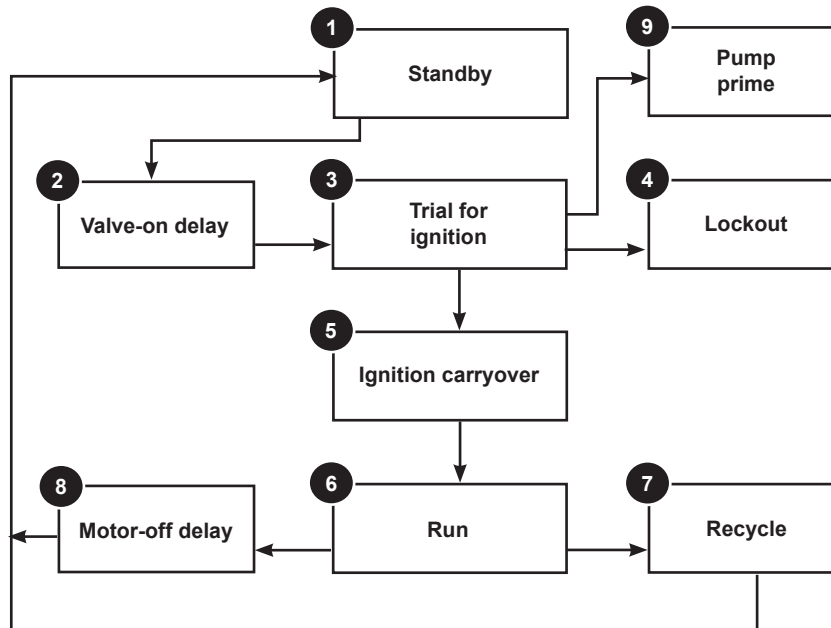 1
Standby
9
Pump
prime
2
Valve-on delay
3
Trial for
ignition
4
Lockout
5
Ignition carryover
8
Motor-off delay
6
Run
7
Recycle